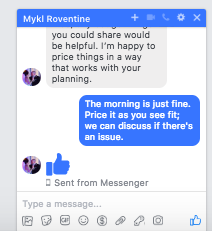 Mykl Roventine
you could share would
be helpful. I'm happy to
price things in a way
that works with your
planning.
The morning is just fine.
Price it as you see fit;
we can discuss if there's
an issue.
Sent from Messenger
Type a message...